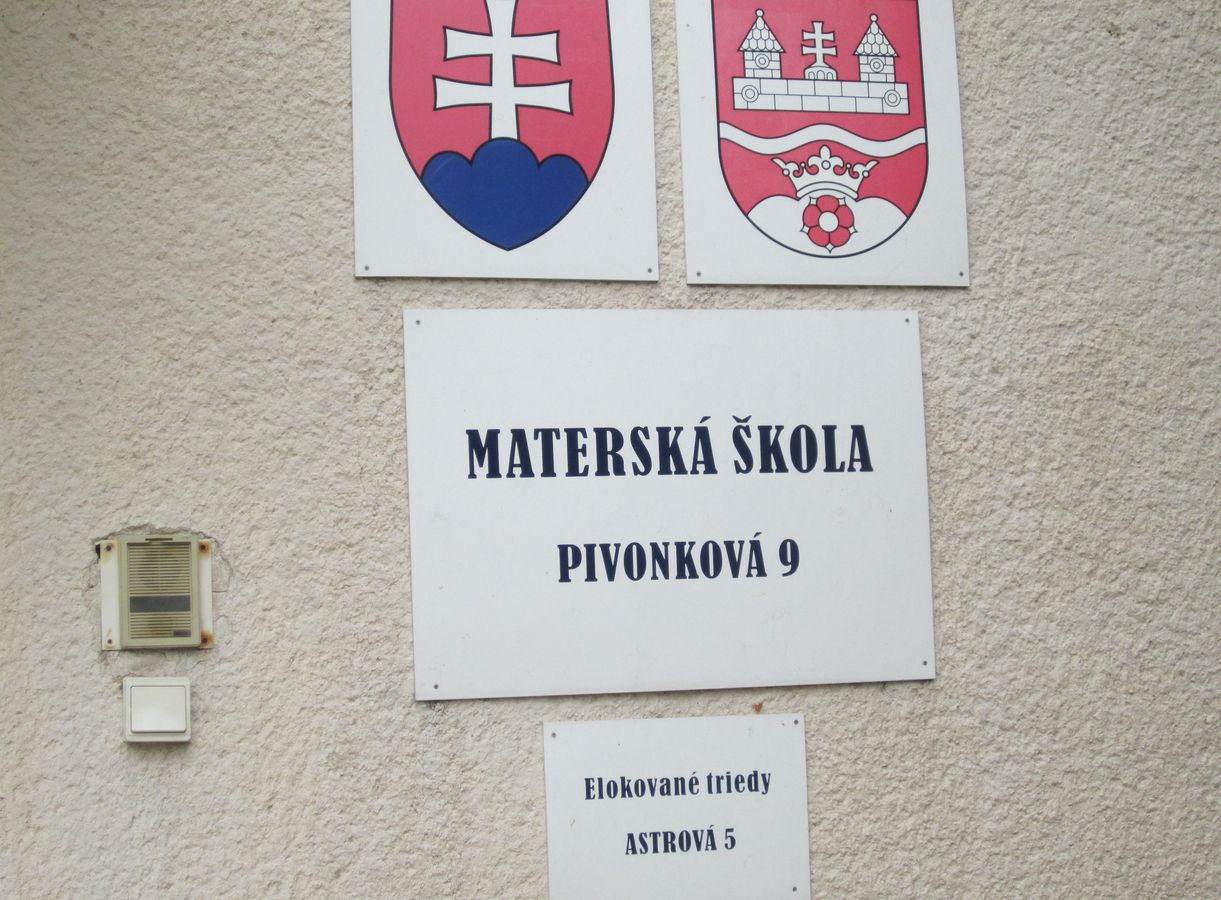 MATERSKÁ ŠKOLA
PIVONKOVÁ 9
Elokované triedy
ASTROVÁ 5